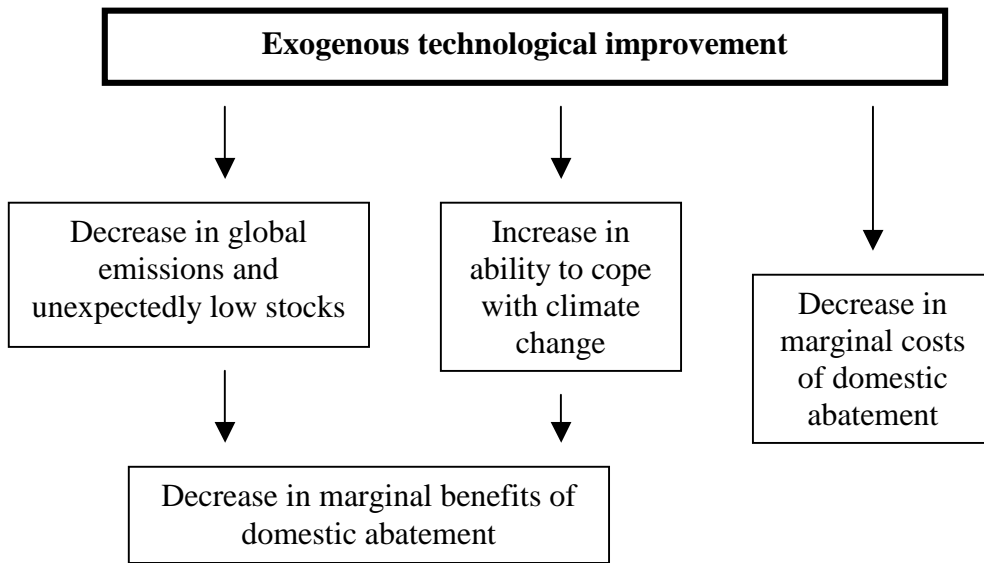 Exogenous technological improvement
Decrease in global
emissions and
unexpectedly low stocks
Increase in
ability to cope
with climate
change
Decrease in
marginal costs
of domestic
abatement
Decrease in marginal benefits of
domestic abatement